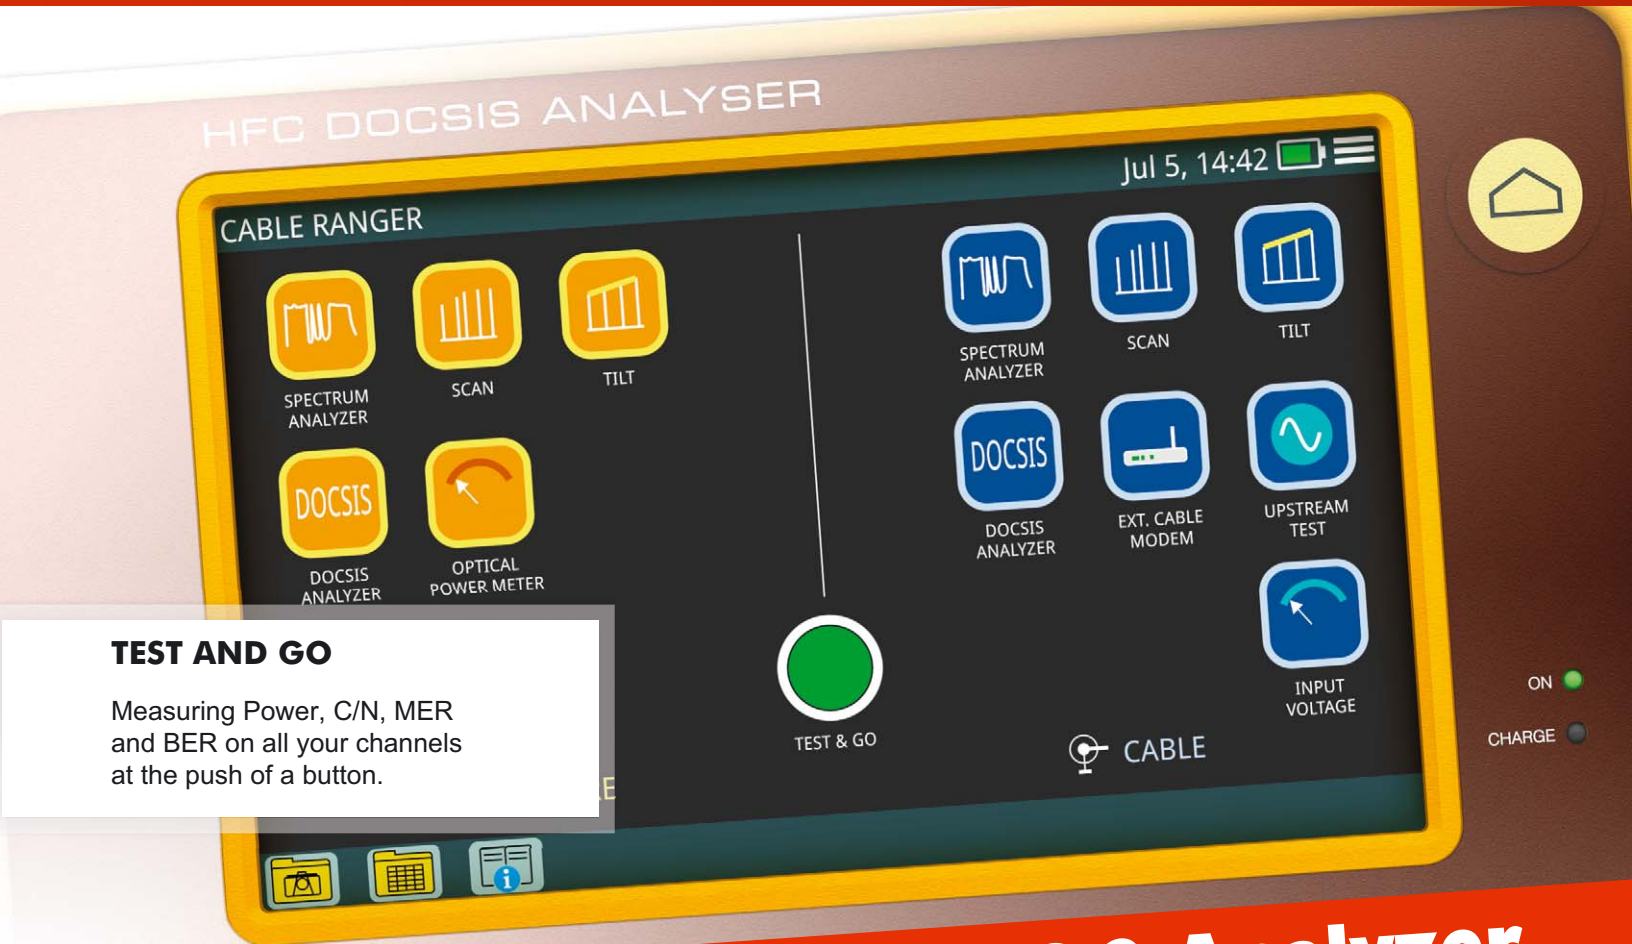 HFC DOCSIS ANALYSER
CABLE RANGER
Jul 5, 14:42
SPECTRUM
ANALYZER
SCAN
TILT
DOCSIS
DOCSIS
ANALYZER
OPTICAL
POWER METER
SPECTRUM
ANALYZER
SCAN
TILT
DOCSIS
DOCSIS
ANALYZER
EXT. CABLE
MODEM
UPSTREAM
TEST
INPUT
VOLTAGE
TEST & GO
CABLE
ON
CHARGE
TEST AND GO
Measuring Power, C/N, MER
and BER on all your channels
at the push of a button.
Analyzer